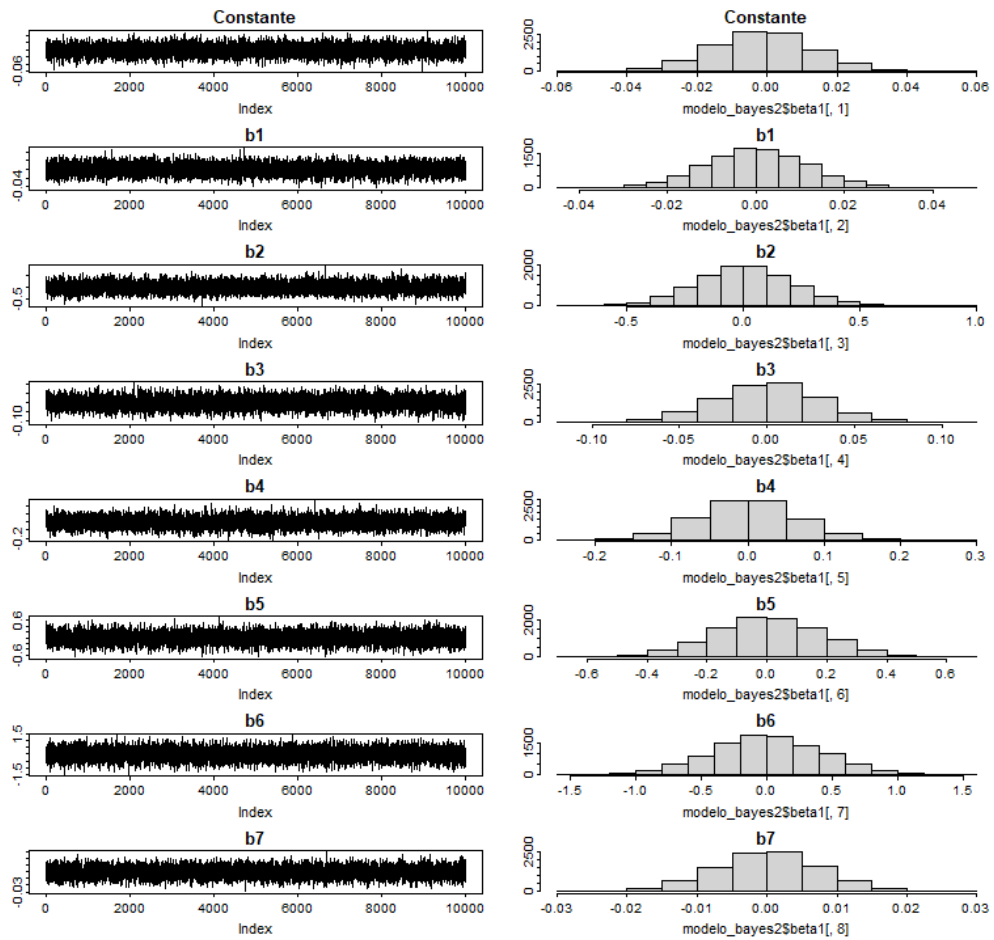 Constante
-0.06
0 2000 4000 6000 8000 10000
Index
Constante
0 2500
-0.06 -0.04 -0.02 0.00 0.02 0.04 0.06
modelo_bayes2$beta1[, 1]
b1
-0.04
0 2000 4000 6000 8000 10000
Index
b1
0 1500
-0.04 -0.02 0.00 0.02 0.04
modelo_bayes2$beta1[, 2]
b2
-0.5
0 2000 4000 6000 8000 10000
Index
b2
0 2000
-0.5 0.0 0.5 1.0
modelo_bayes2$beta1[, 3]
b3
-0.10
0 2000 4000 6000 8000 10000
Index
b3
0 2500
-0.10 -0.05 0.00 0.05 0.10
modelo_bayes2$beta1[, 4]
b4
-0.2
0 2000 4000 6000 8000 10000
Index
b4
0 2500
-0.2 -0.1 0.0 0.1 0.2 0.3
modelo_bayes2$beta1[, 5]
b5
-0.6 0.6
0 2000 4000 6000 8000 10000
Index
b5
0 2000
-0.6 -0.4 -0.2 0.0 0.2 0.4 0.6
modelo_bayes2$beta1[, 6]
b6
-1.5 1.5
0 2000 4000 6000 8000 10000
Index
b6
0 1500
-1.5 -1.0 -0.5 0.0 0.5 1.0 1.5
modelo_bayes2$beta1[, 7]
b7
-0.03
0 2000 4000 6000 8000 10000
Index
b7
0 2500
-0.03 -0.02 -0.01 0.00 0.01 0.02 0.03
modelo_bayes2$beta1[, 8]